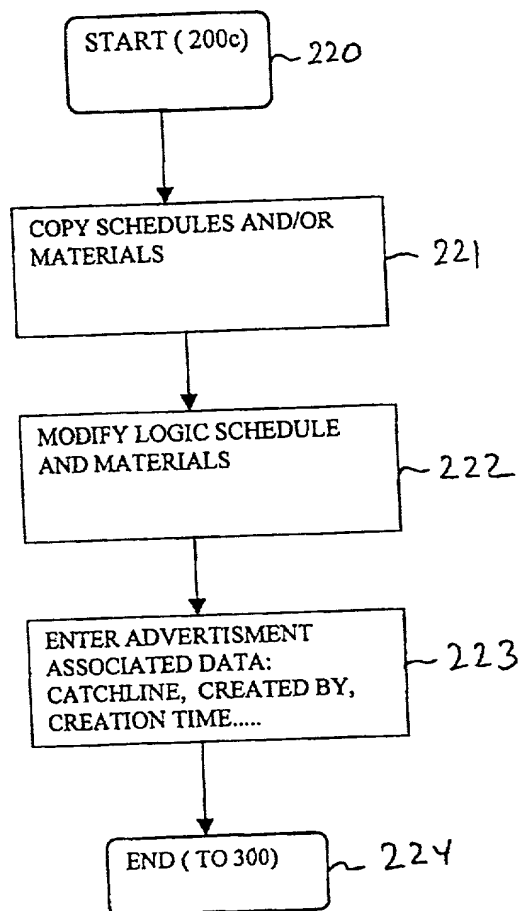 START ( 200c)
220
COPY SCHEDULES AND/OR
MATERIALS
221
MODIFY LOGIC SCHEDULE
AND MATERIALS
222
ENTER ADVERTISMENT
ASSOCIATED DATA:
CATCHLINE, CREATED BY,
CREATION TIME.....
223
END ( TO 300)
224